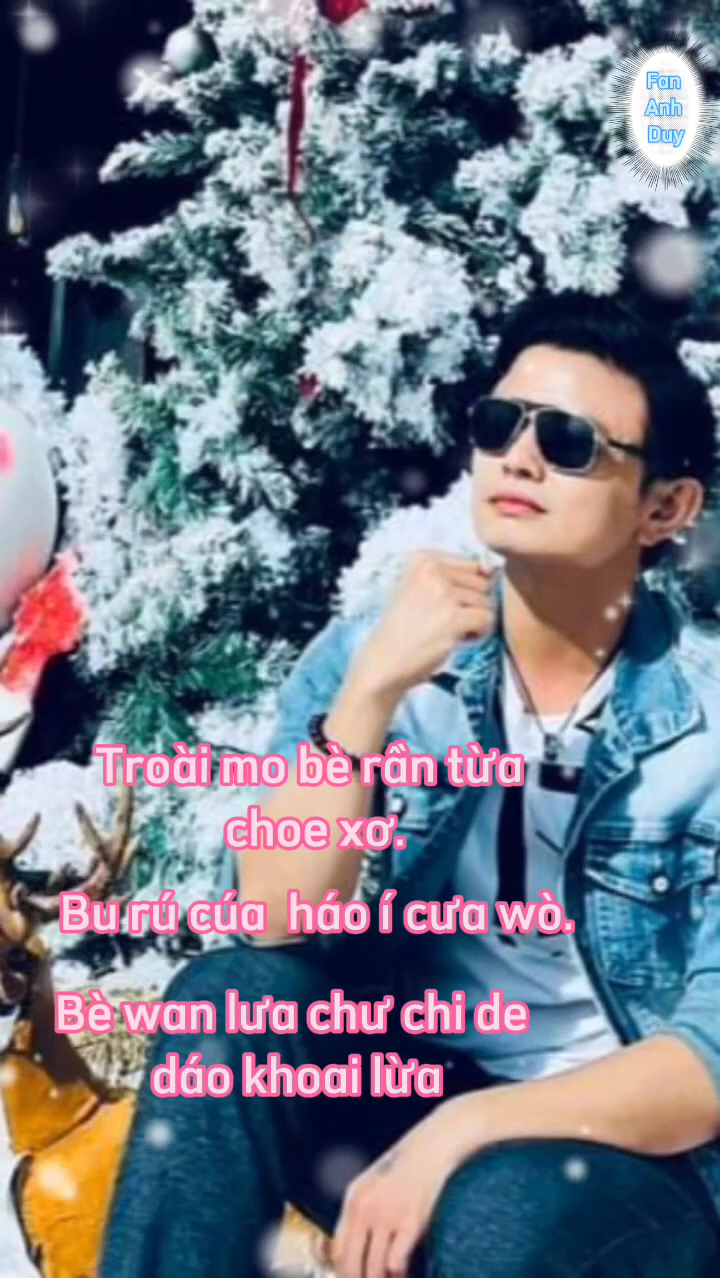 Fan
Anh
Duy
Troài mo bè rần từa
choe xơ.
Bu rú cúa háo í cưa wò.
Bè wan lưa chư chi de
dáo khoai lừa